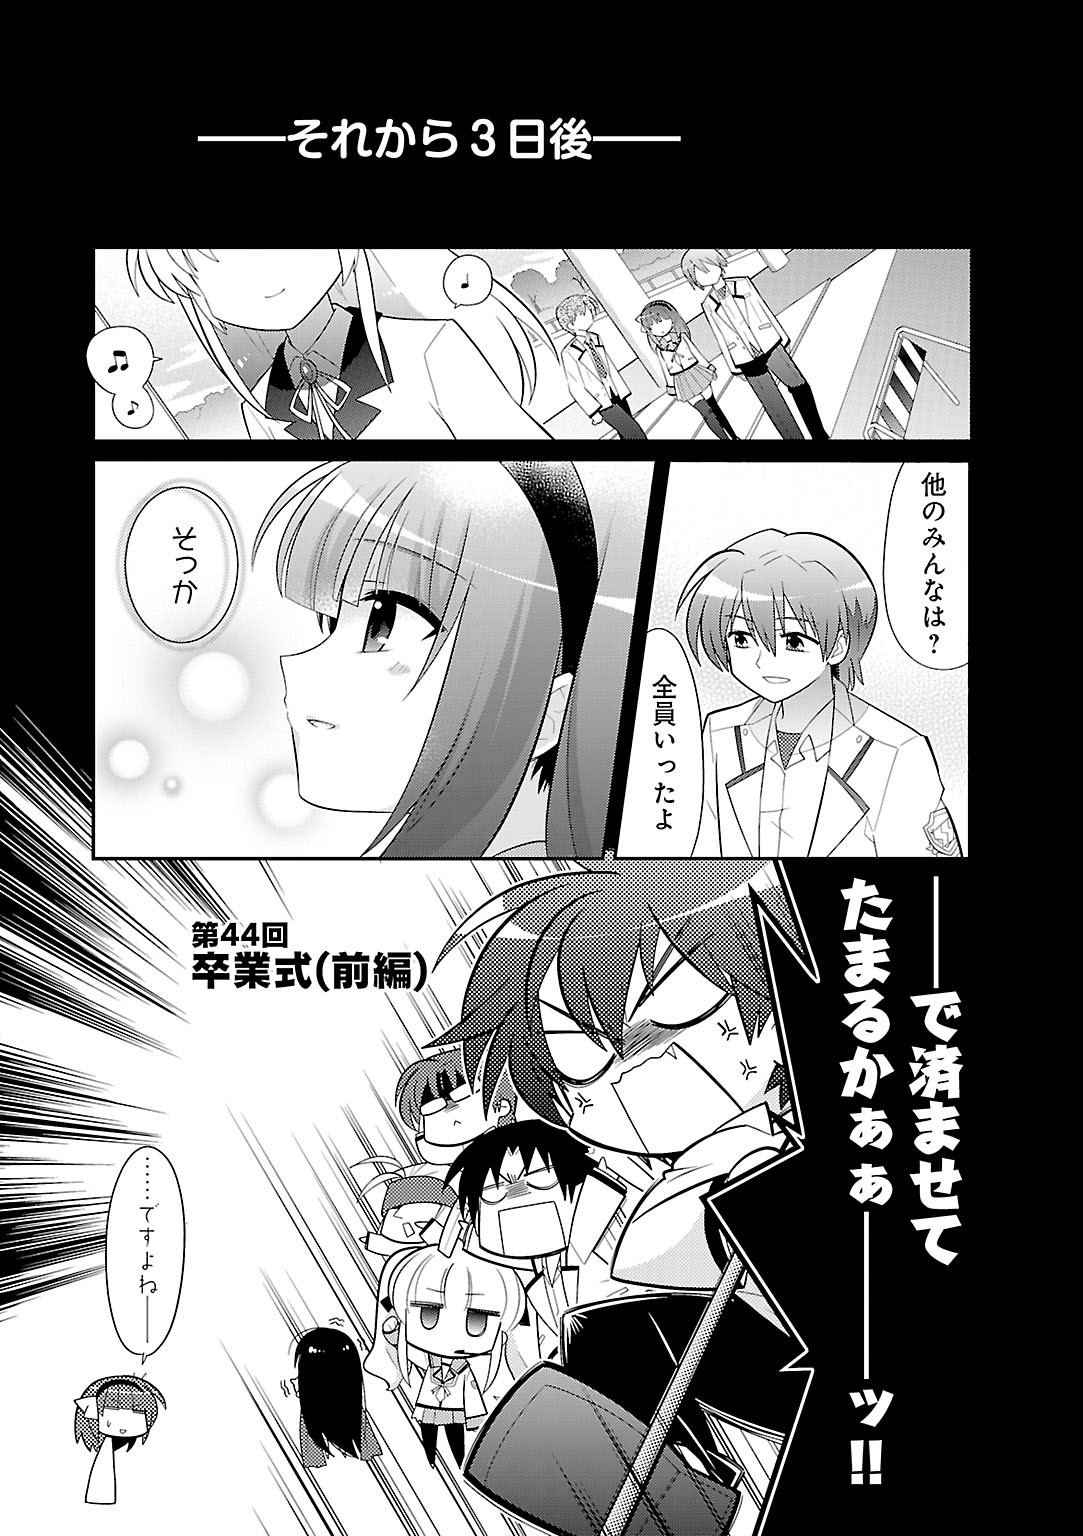 ──それから３日後──
他のみんなは？
全員いったよ
そっか
──で済ませて
たまるかぁぁ──ッ!!
第44回
卒業式(前編)
……ですよね──